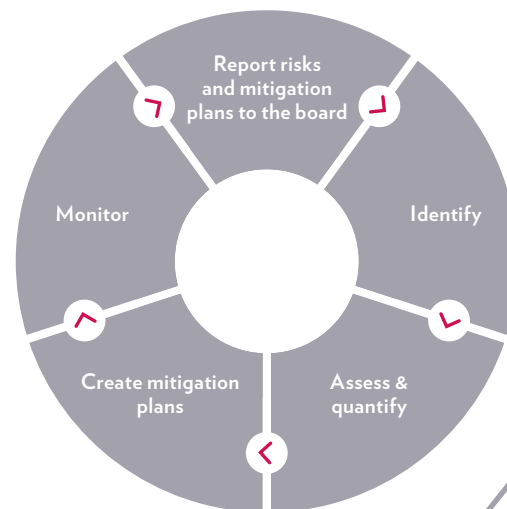 Report risks
and mitigation
plans to the board
Identify
Assess &
quantify
Create mitigation
plans
Monitor